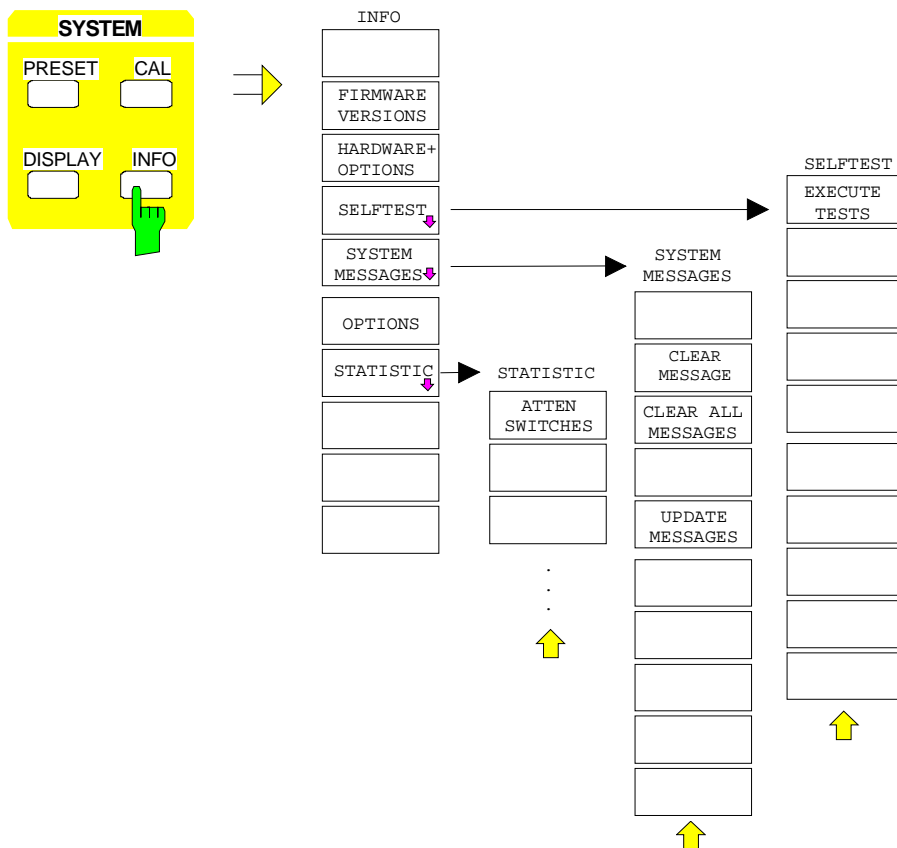 SYSTEM
PRESET
CAL
DISPLAY
INFO
INFO
FIRMWARE
VERSIONS
HARDWARE+
OPTIONS
SELFTEST
SYSTEM
MESSAGES
OPTIONS
STATISTIC
STATISTIC
ATTEN
SWITCHES
SYSTEM
MESSAGES
CLEAR
MESSAGE
CLEAR ALL
MESSAGES
UPDATE
MESSAGES
SELFTEST
EXECUTE
TESTS